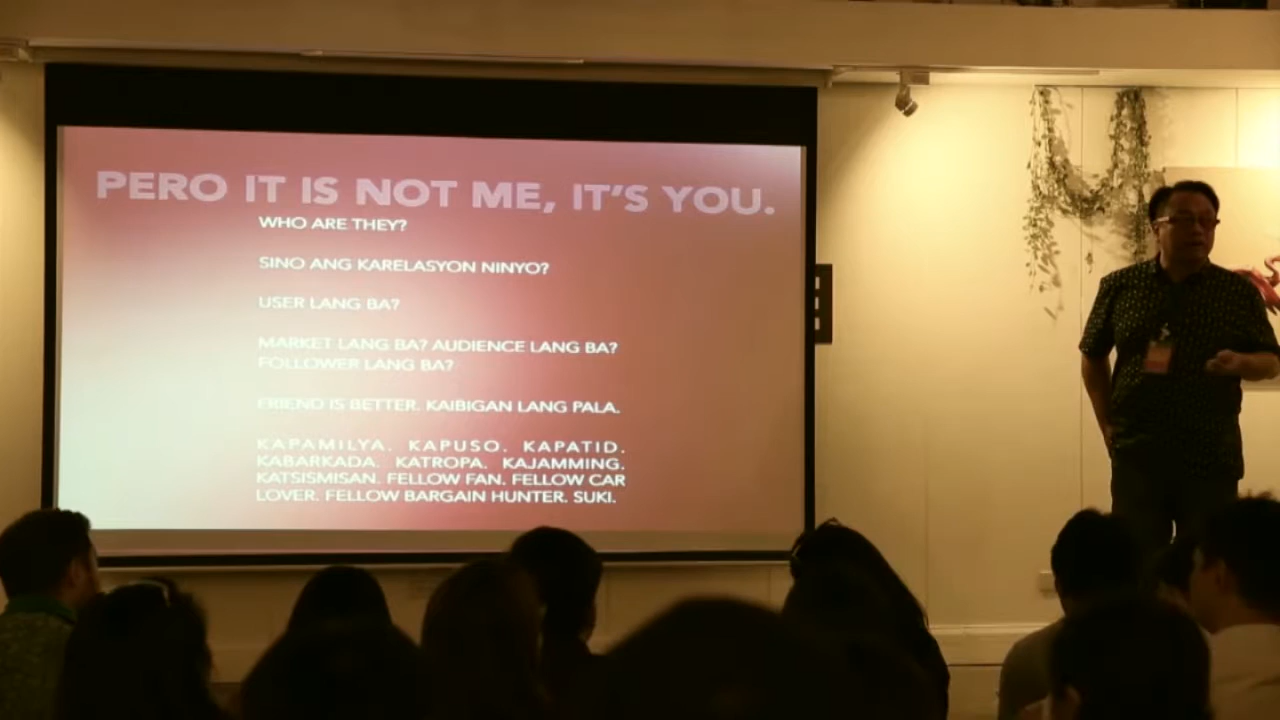 PERO IT IS NOT ME, IT'S YOU.
WHO ARE THEY?
SINO ANG KARELASYON NINYO?
USER LANG BA?
MARKET LANG BA? AUDIENCE LANG BA?
FOLLOWER LANG BA?
FRIEND IS BETTER. KAIBIGAN LANG PALA.
KAPAMILYA. KAPUSO. KAPATID.
KABARKADA. KATROPA. KAJAMMING.
KATSISMISAN. FELLOW FAN. FELLOW CAR
LOVER. FELLOW BARGAIN HUNTER. SUKI.